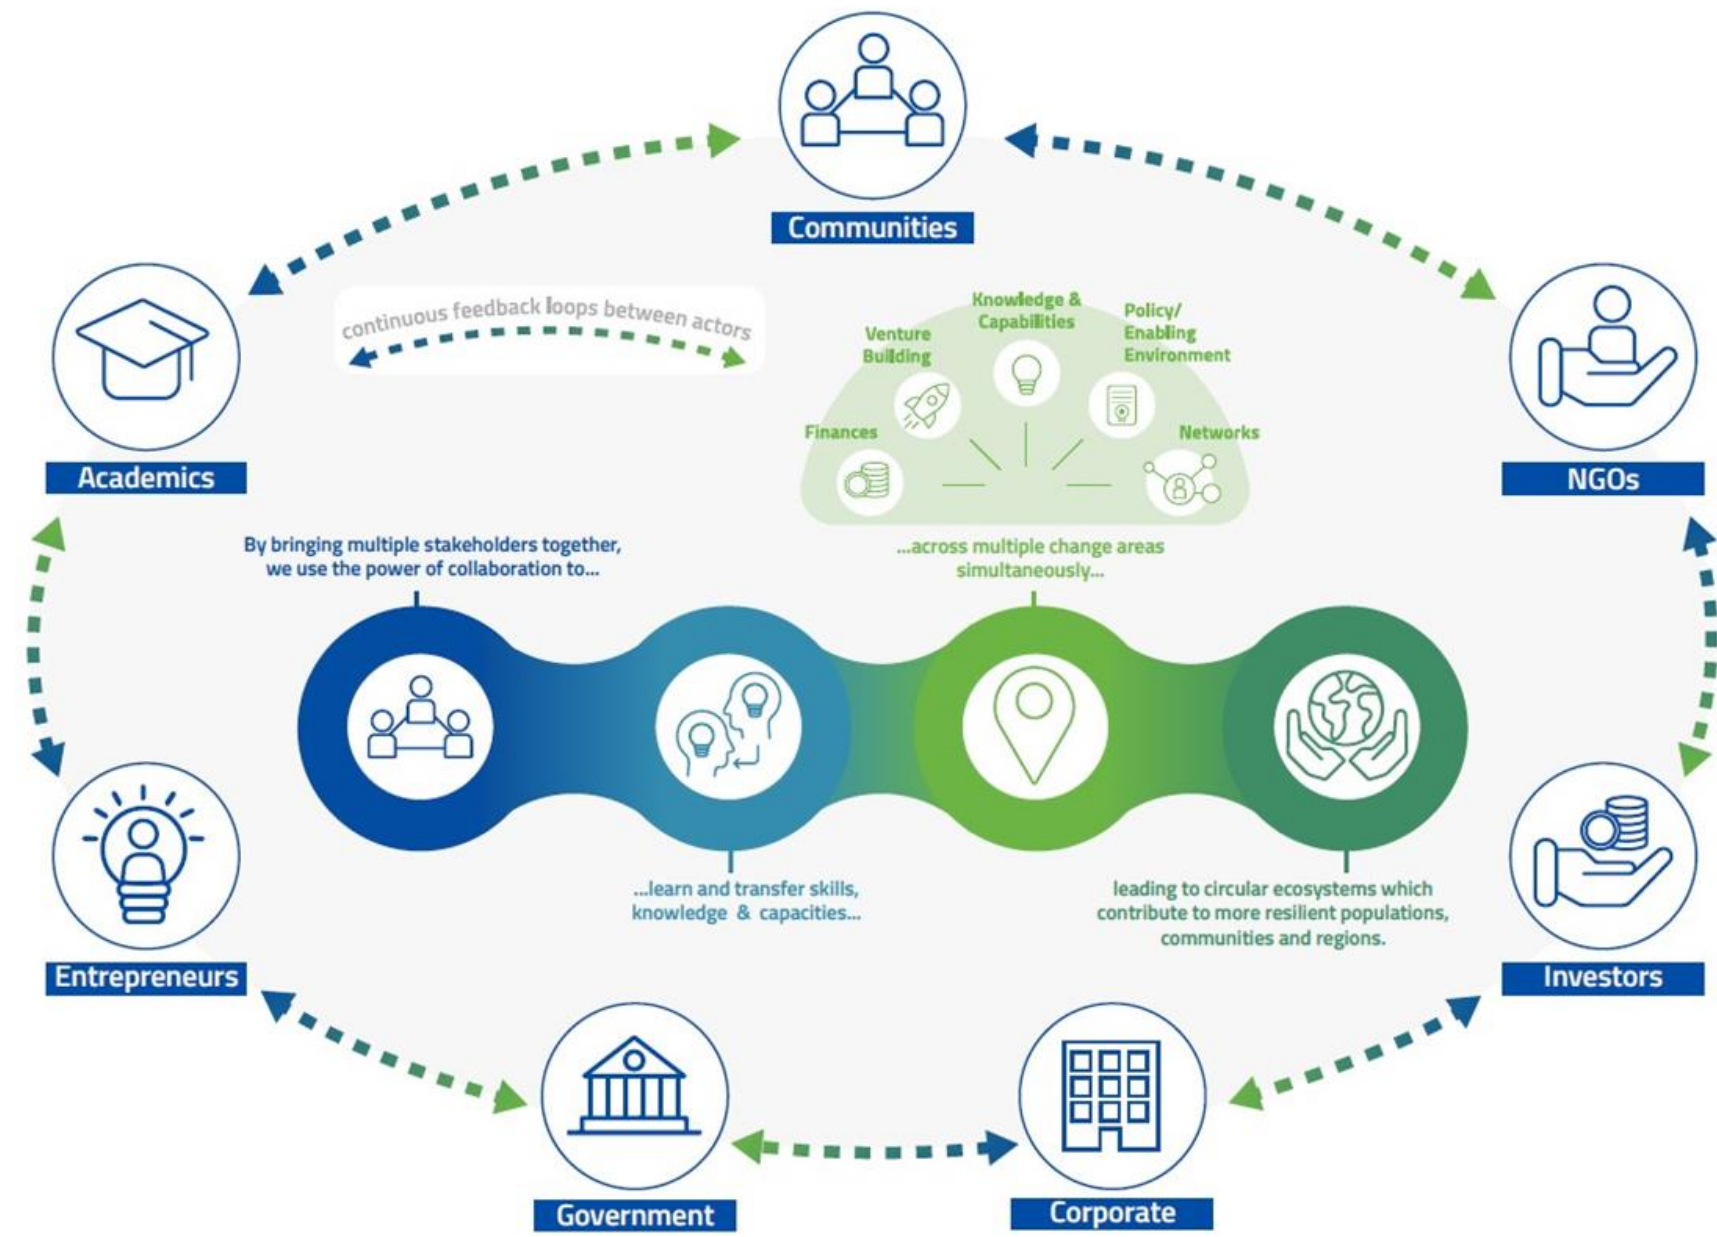 Communities
continuous feedback loops between actors
Knowledge &
Capabilities
Policy/
Enabling
Environment
Venture
Building
Finances
Networks
Academics
NGOs
By bringing multiple stakeholders together,
we use the power of collaboration to...
...across multiple change areas
simultaneously...
...learn and transfer skills,
knowledge & capacities...
leading to circular ecosystems which
contribute to more resilient populations,
communities and regions.
Entrepreneurs
Investors
Government
Corporate